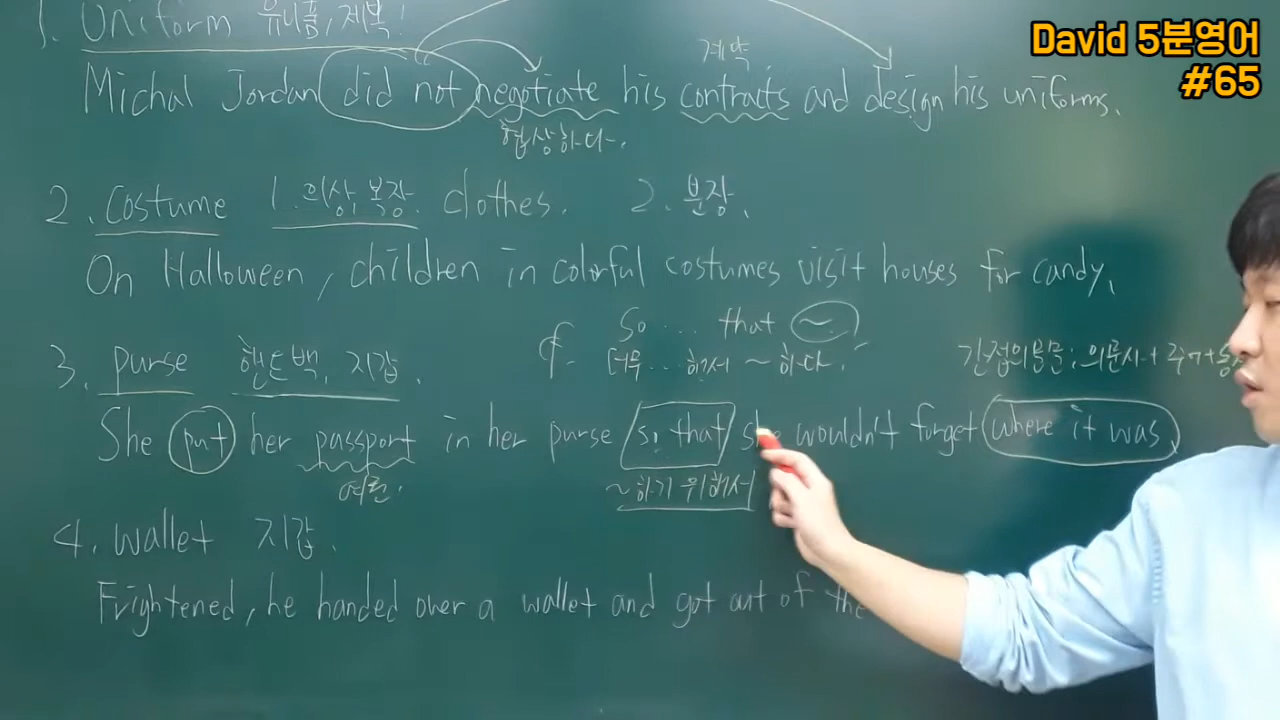 David 5분영어
#65
1. Uniform 유니폼, 제복!
계약
Michal Jordan did not negotiate his contracts and design his uniforms.
협상하다.
2. Costume 1. 의상, 복장. clothes. 2. 분장.
On Halloween, children in colorful costumes visit houses for candy.
so ... that ~
cf. 너무 ... 해서 ~ 하다.
간접의문문; 의문사+ 주어+동
3. purse 핸드백, 지갑.
She put her passport in her purse so that she wouldn't forget where it was.
여권. ~하기 위해서
4. wallet 지갑.
Frightened, he handed over a wallet and got out of the